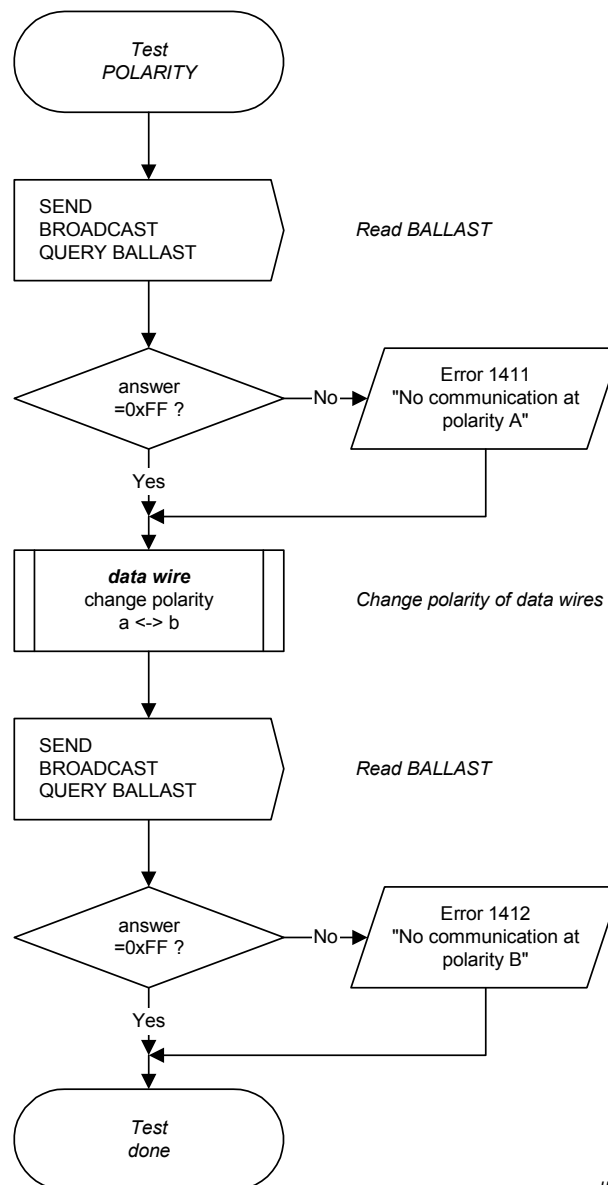 Test
POLARITY
SEND
BROADCAST
QUERY BALLAST
Read BALLAST
answer
=0xFF ?
No
Error 1411
"No communication at
polarity A"
Yes
data wire
change polarity
a <-> b
Change polarity of data wires
SEND
BROADCAST
QUERY BALLAST
Read BALLAST
answer
=0xFF ?
No
Error 1412
"No communication at
polarity B"
Yes
Test
done